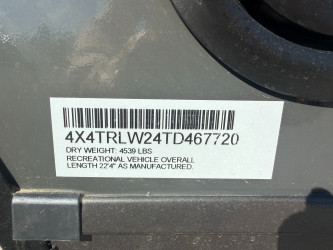 4X4TRLW24TD467720
DRY WEIGHT: 4539 LBS
RECREATIONAL VEHICLE OVERALL
LENGTH 22'4" AS MANUFACTURED.